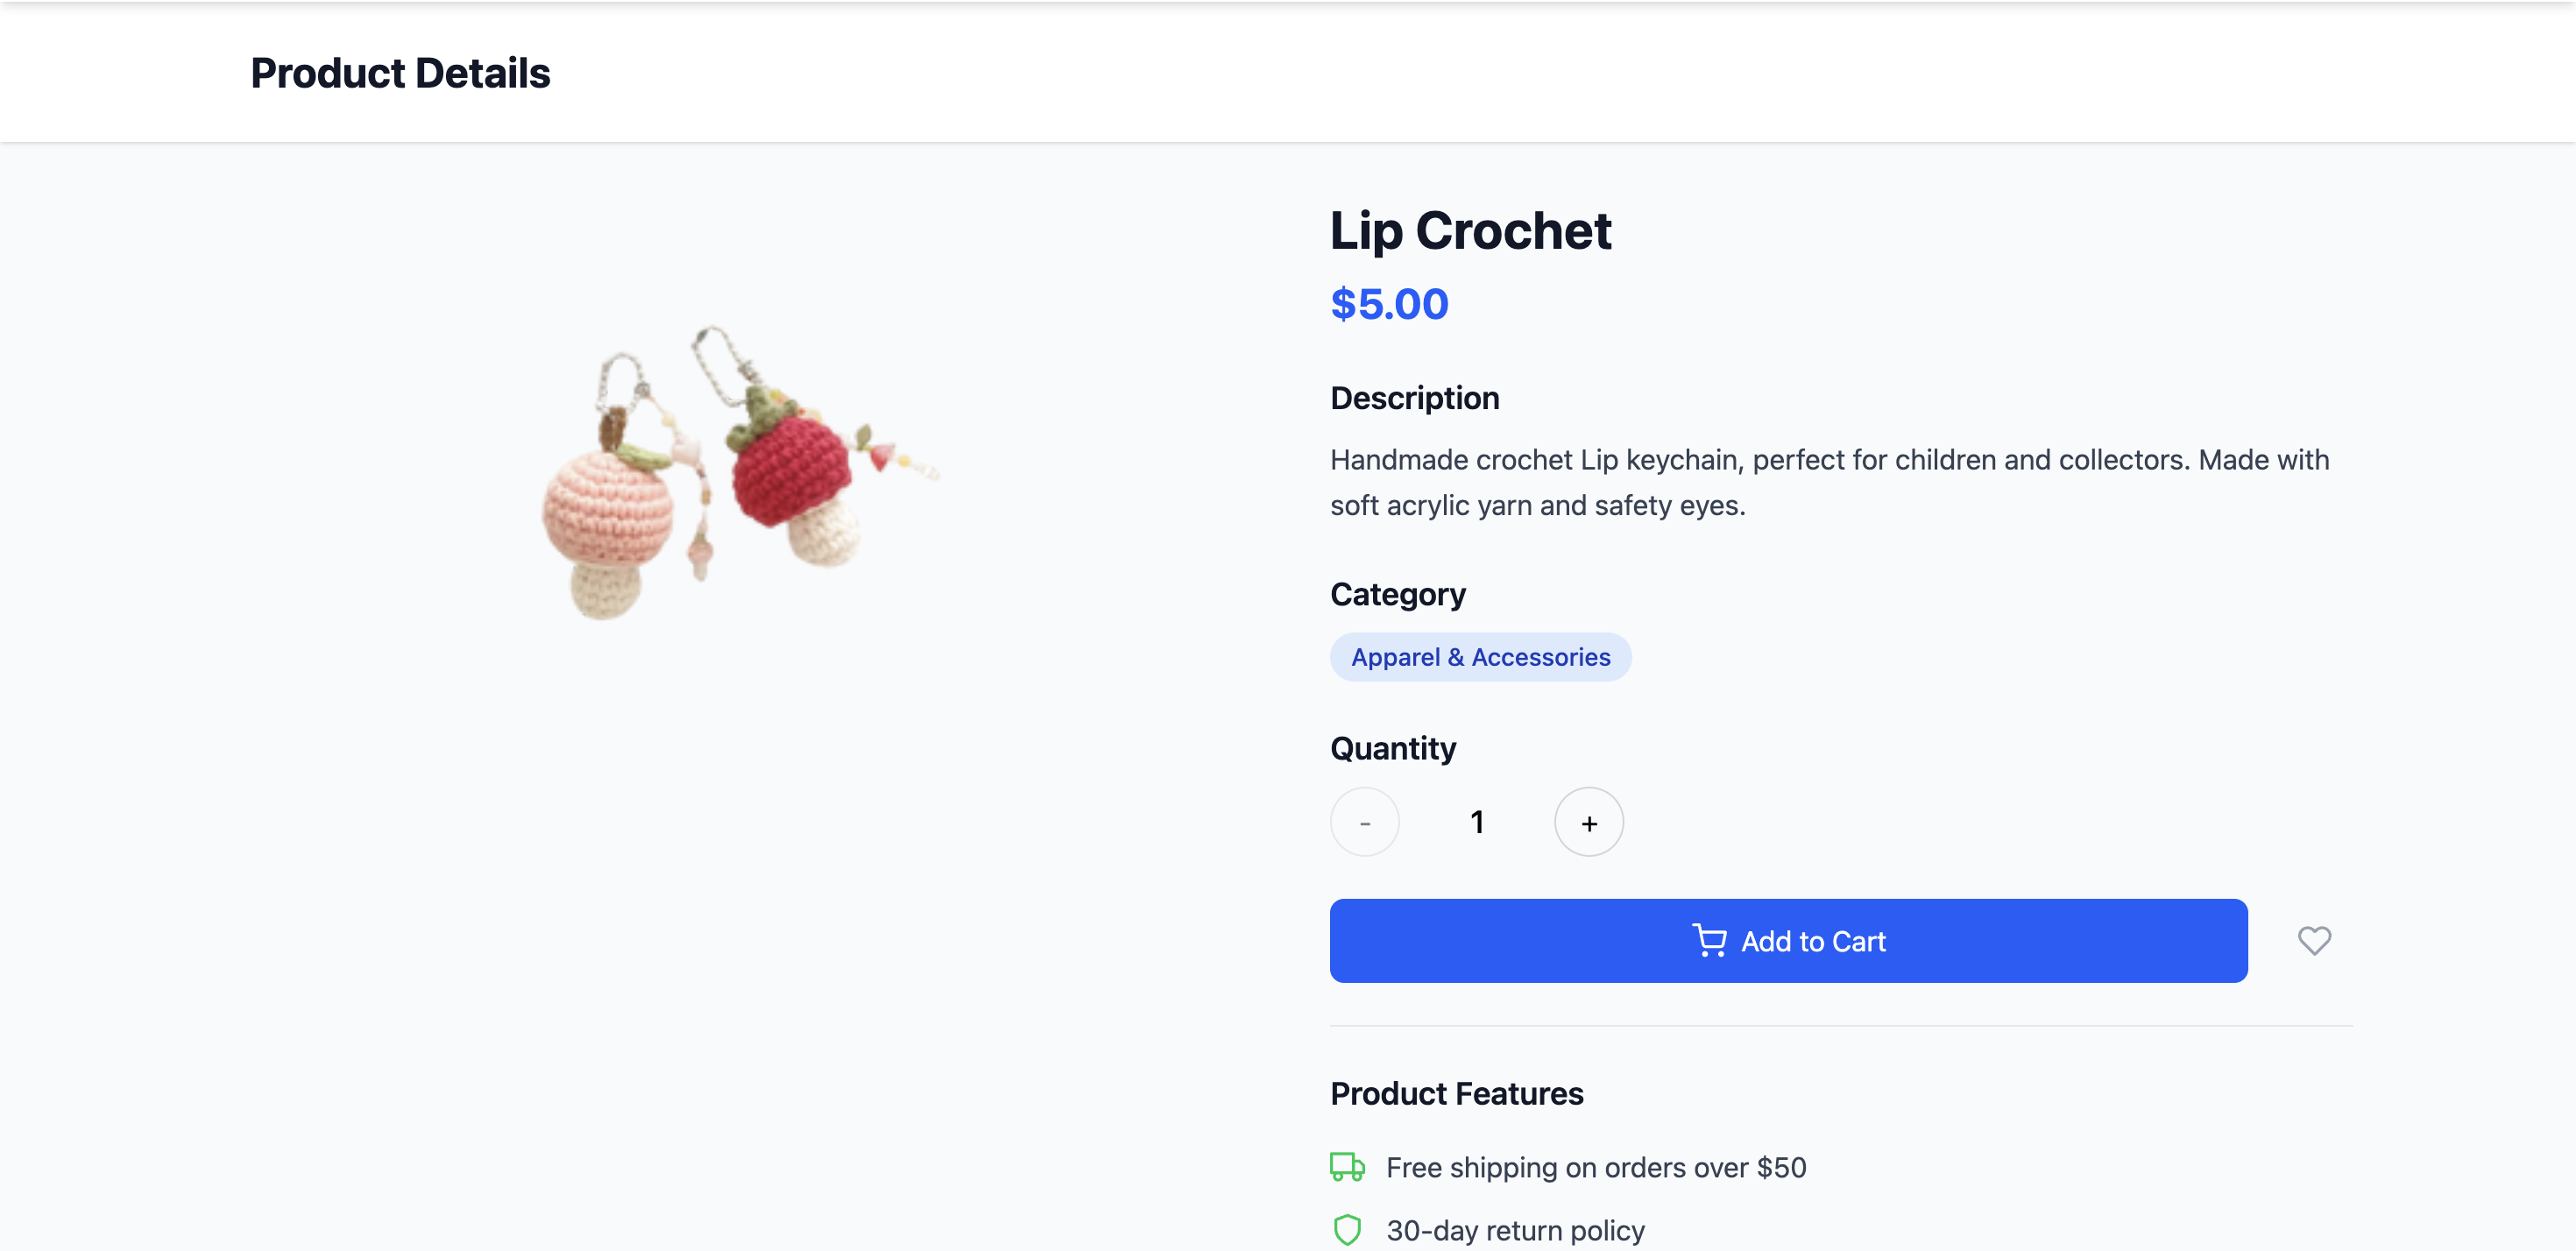 Product Details
Lip Crochet
$5.00
Description
Handmade crochet Lip keychain, perfect for children and collectors. Made with
soft acrylic yarn and safety eyes.
Category
Apparel & Accessories
Quantity
- 1 +
Add to Cart
Product Features
Free shipping on orders over $50
30-day return policy